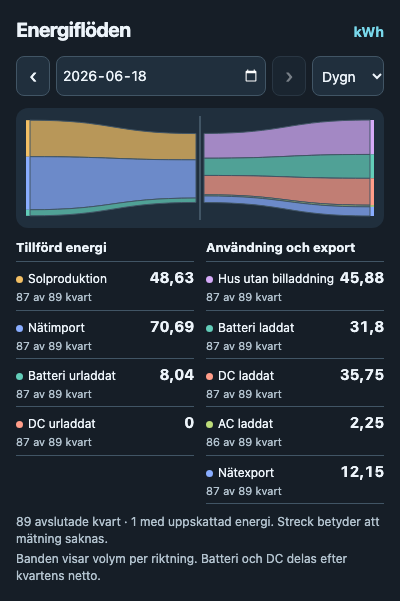 Energiflöden
kWh
2026-06-18
Dygn
Tillförd energi
Solproduktion 48,63
87 av 89 kvart
Nätimport 70,69
87 av 89 kvart
Batteri urladdat 8,04
87 av 89 kvart
DC urladdat 0
87 av 89 kvart
Användning och export
Hus utan billaddning 45,88
87 av 89 kvart
Batteri laddat 31,8
87 av 89 kvart
DC laddat 35,75
87 av 89 kvart
AC laddat 2,25
86 av 89 kvart
Nätexport 12,15
87 av 89 kvart
89 avslutade kvart · 1 med uppskattad energi. Streck betyder att
mätning saknas.
Banden visar volym per riktning. Batteri och DC delas efter
kvartens netto.